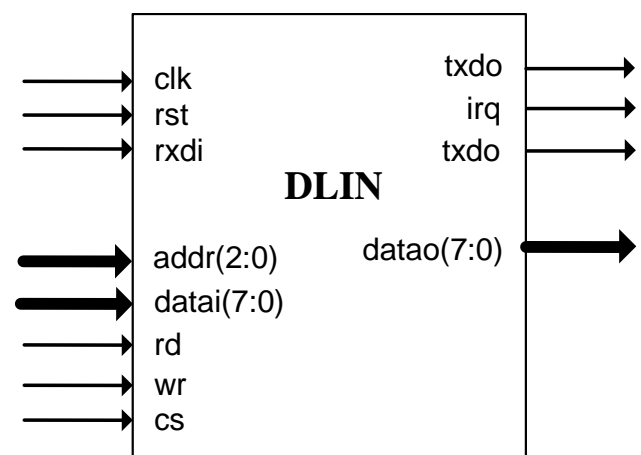 clk
rst
rxdi
addr(2:0)
datai(7:0)
rd
wr
cs
DLIN
txdo
irq
txdo
datao(7:0)